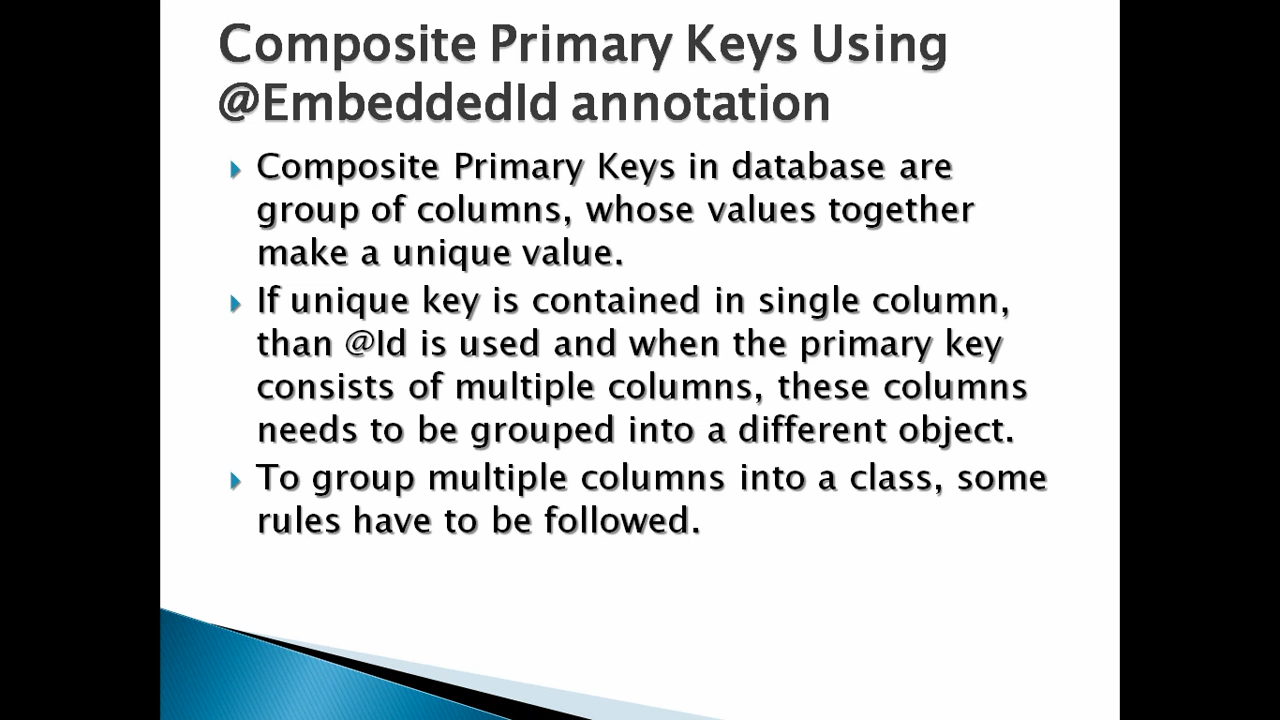 Composite Primary Keys Using
@EmbeddedId annotation
Composite Primary Keys in database are
group of columns, whose values together
make a unique value.
If unique key is contained in single column,
than @Id is used and when the primary key
consists of multiple columns, these columns
needs to be grouped into a different object.
To group multiple columns into a class, some
rules have to be followed.